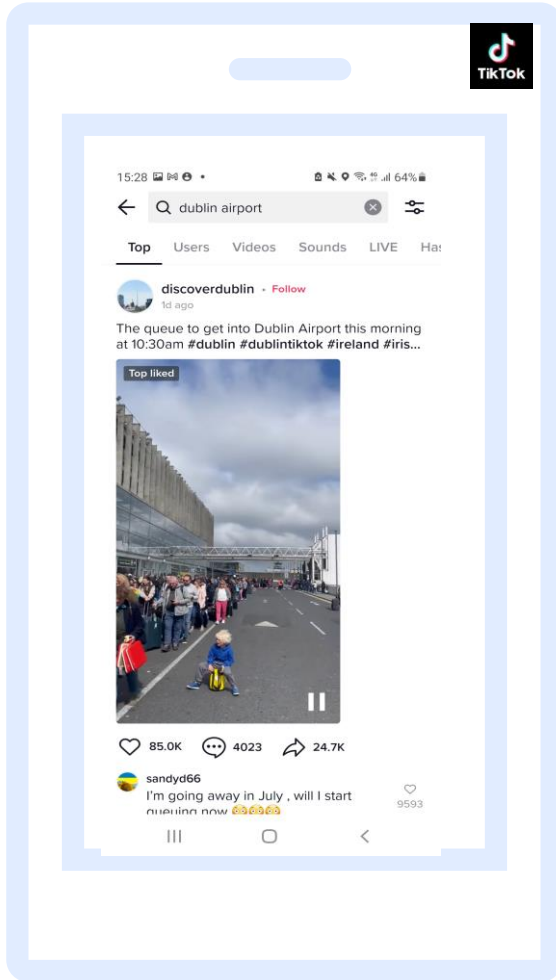 TikTok
15:28
64%
dublin airport
Top Users Videos Sounds LIVE Has
discoverdublin • Follow
1d ago
The queue to get into Dublin Airport this morning
at 10:30am #dublin #dublintiktok #ireland #iris...
Top liked
85.0K 4023 24.7K
sandyd66
I'm going away in July , will I start
queuing now 😳😳😳
9593